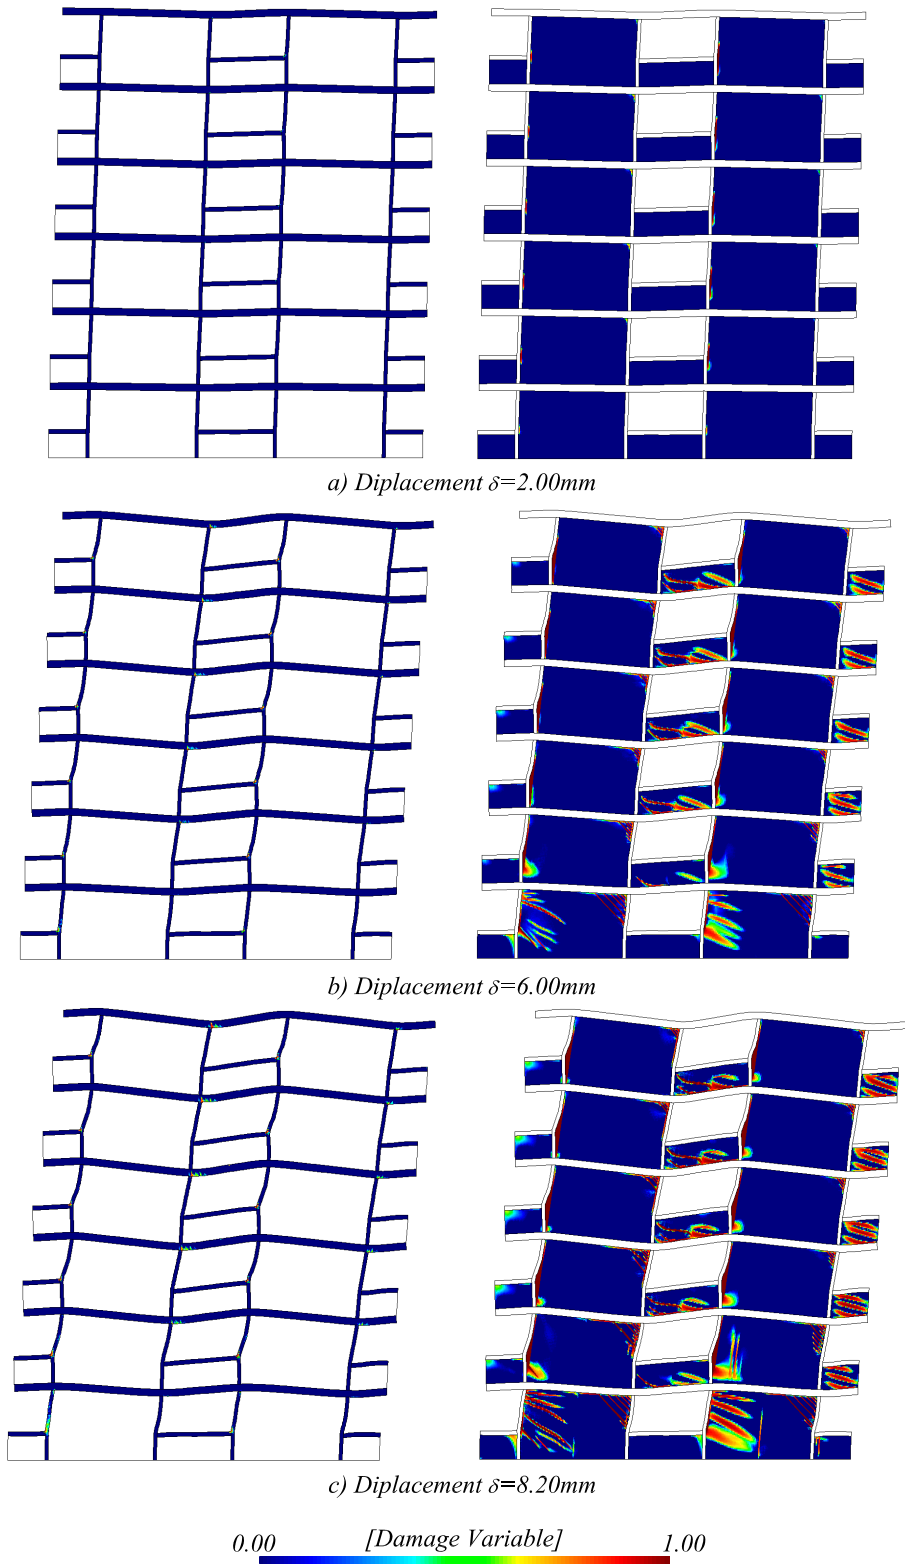 a) Diplacement δ=2.00mm
b) Diplacement δ=6.00mm
c) Diplacement δ=8.20mm
0.00 [Damage Variable] 1.00